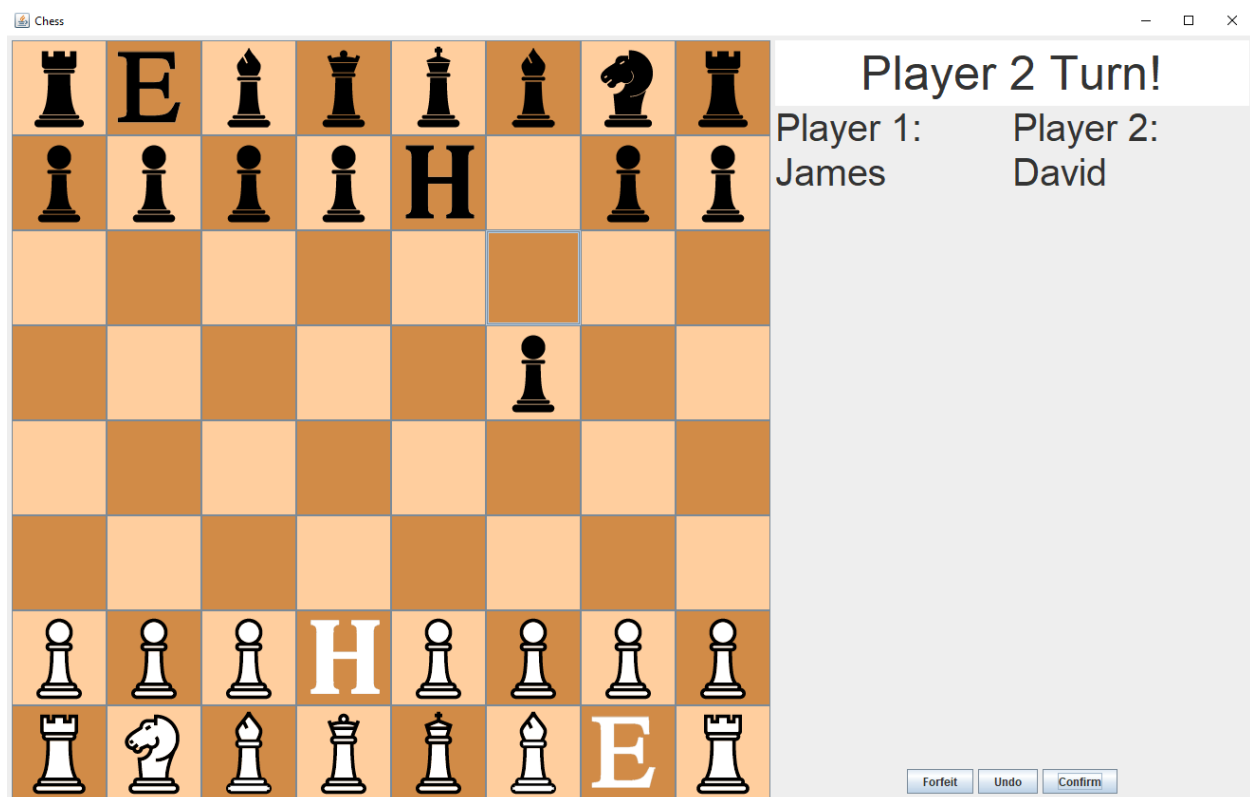 Chess
Player 2 Turn!
Player 1: Player 2:
James David
E
H
H
E
Forfeit Undo Confirm